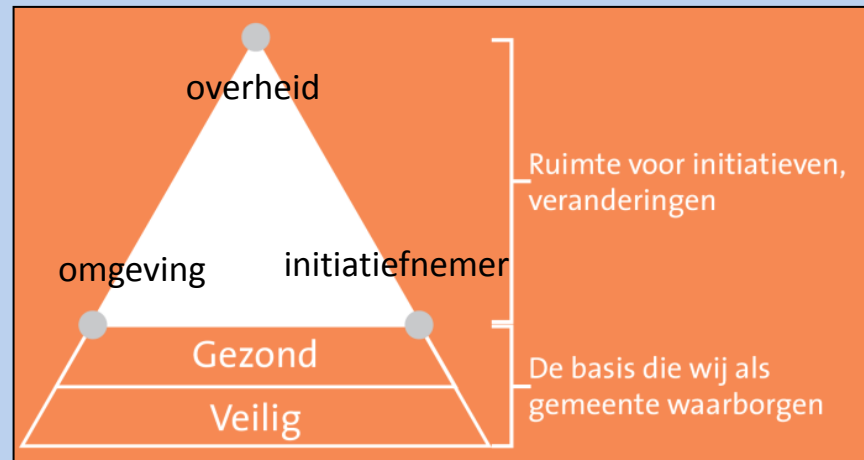 overheid
Ruimte voor initiatieven,
veranderingen
omgeving
initiatiefnemer
Gezond
Veilig
De basis die wij als
gemeente waarborgen